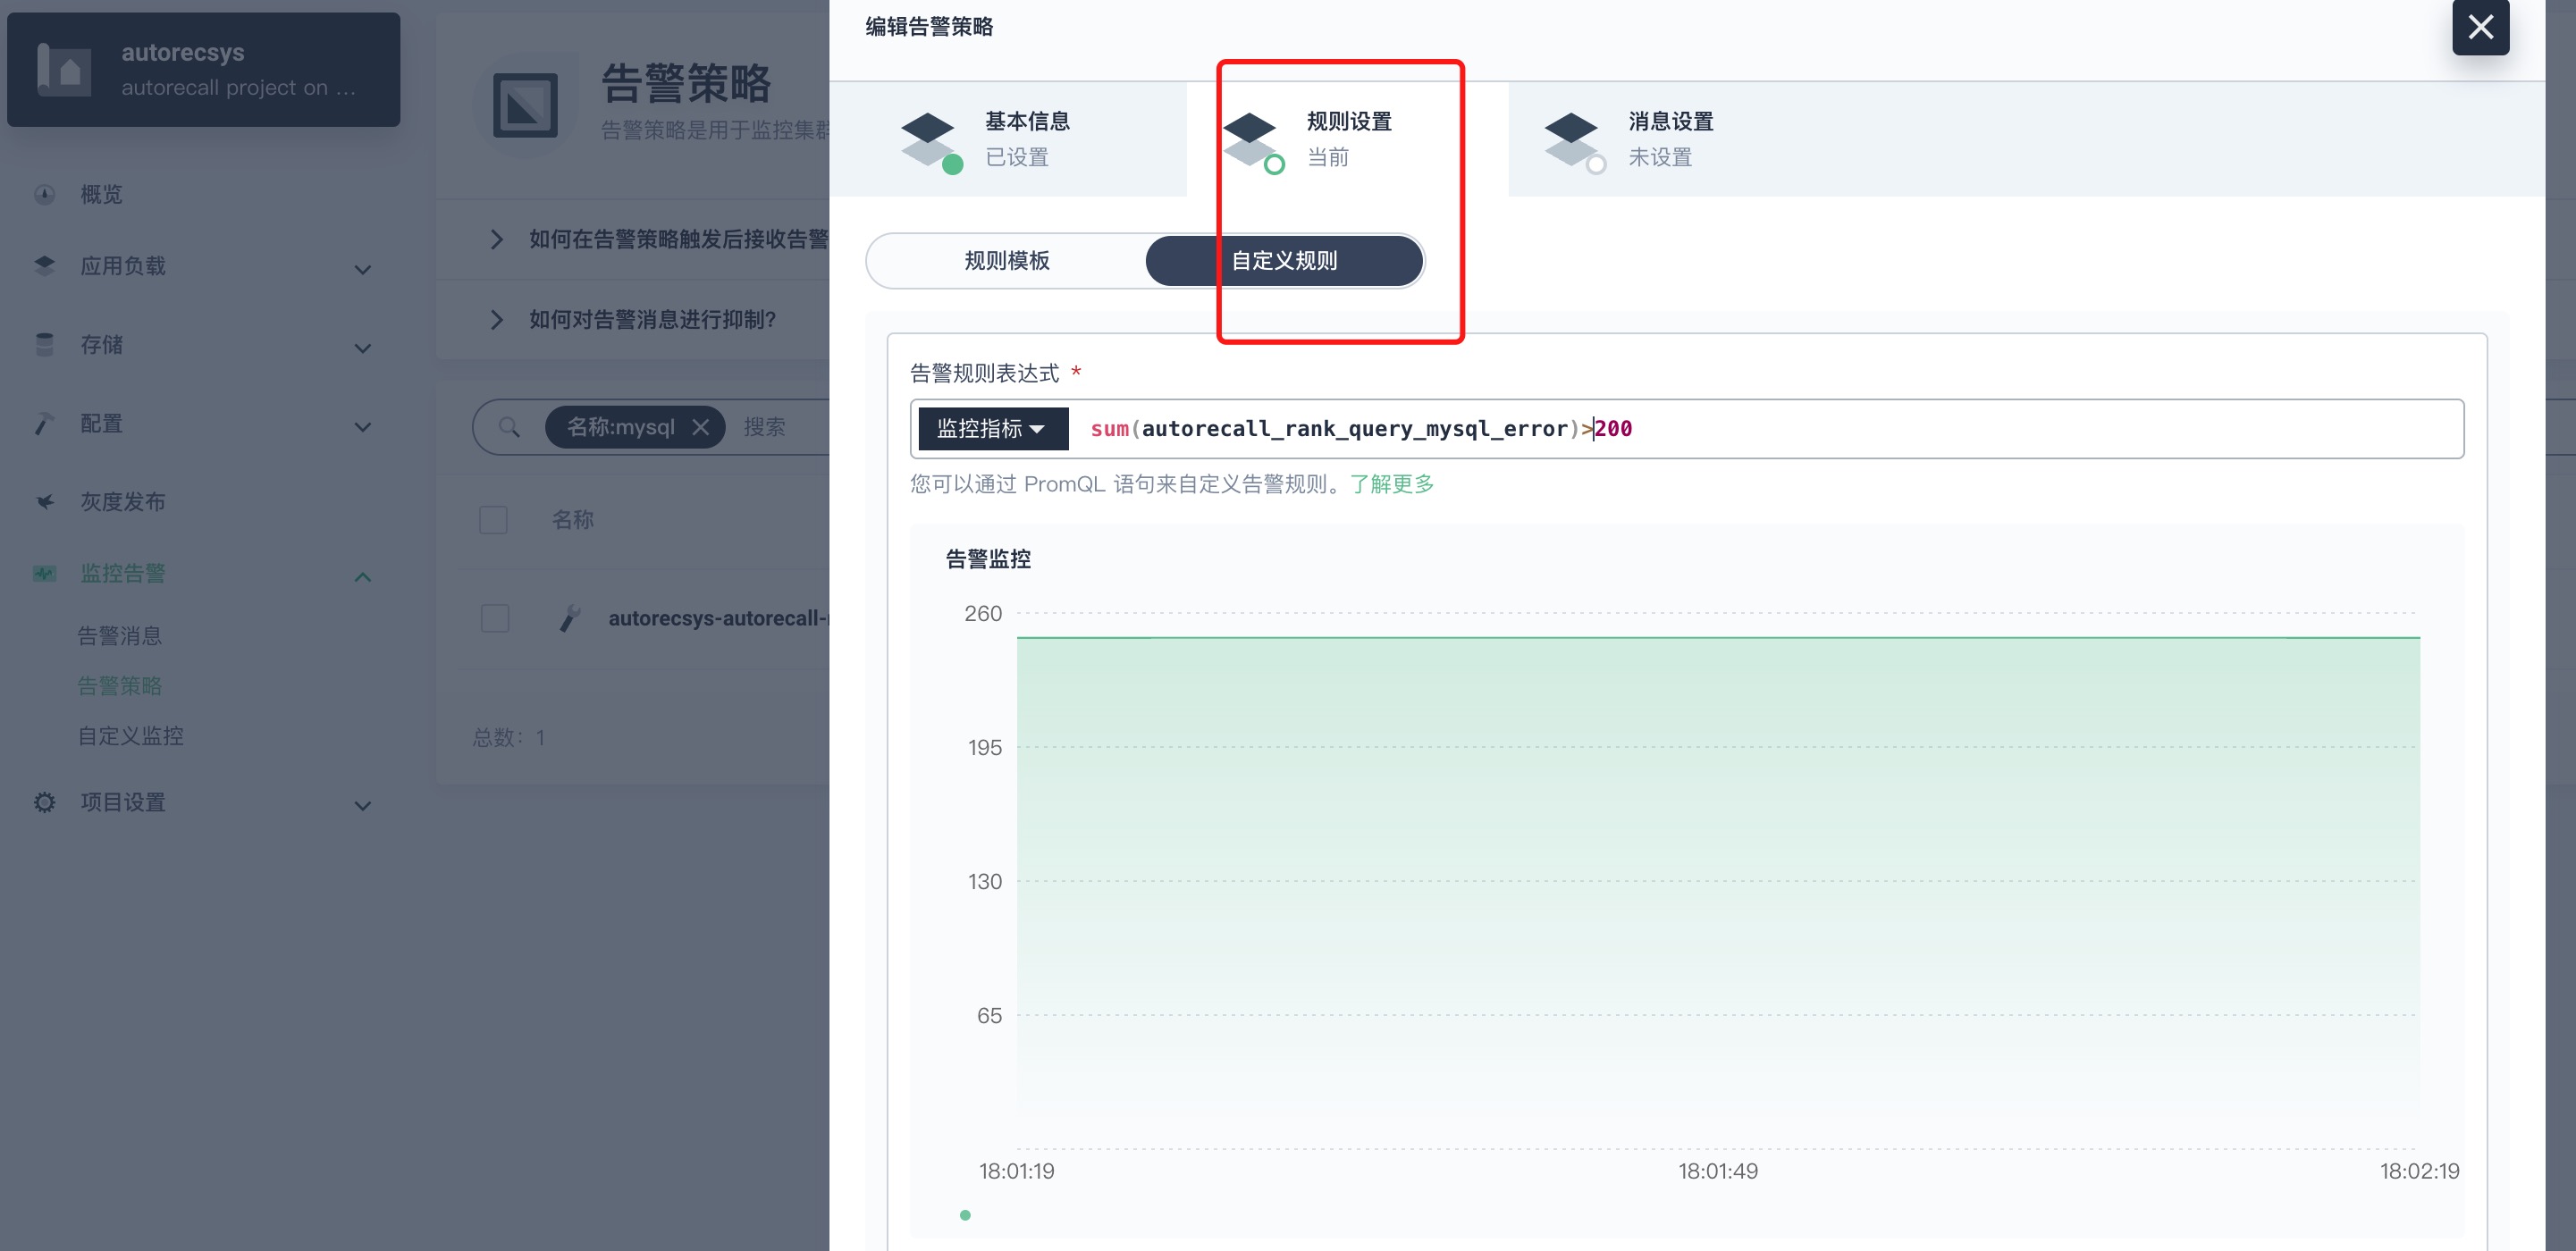 autorecsys
autorecall project on ...
概览
应用负载
存储
配置
灰度发布
监控告警
告警消息
告警策略
自定义监控
项目设置
告警策略
告警策略是用于监控集群
如何在告警策略触发后接收告警
如何对告警消息进行抑制?
名称:mysql
搜索
名称
autorecsys-autorecall-
总数: 1
编辑告警策略
基本信息
已设置
规则设置
当前
消息设置
未设置
规则模板
自定义规则
告警规则表达式 *
监控指标 sum(autorecall_rank_query_mysql_error)>200
您可以通过 PromQL 语句来自定义告警规则。了解更多
告警监控
260
195
130
65
18:01:19
18:01:49
18:02:19